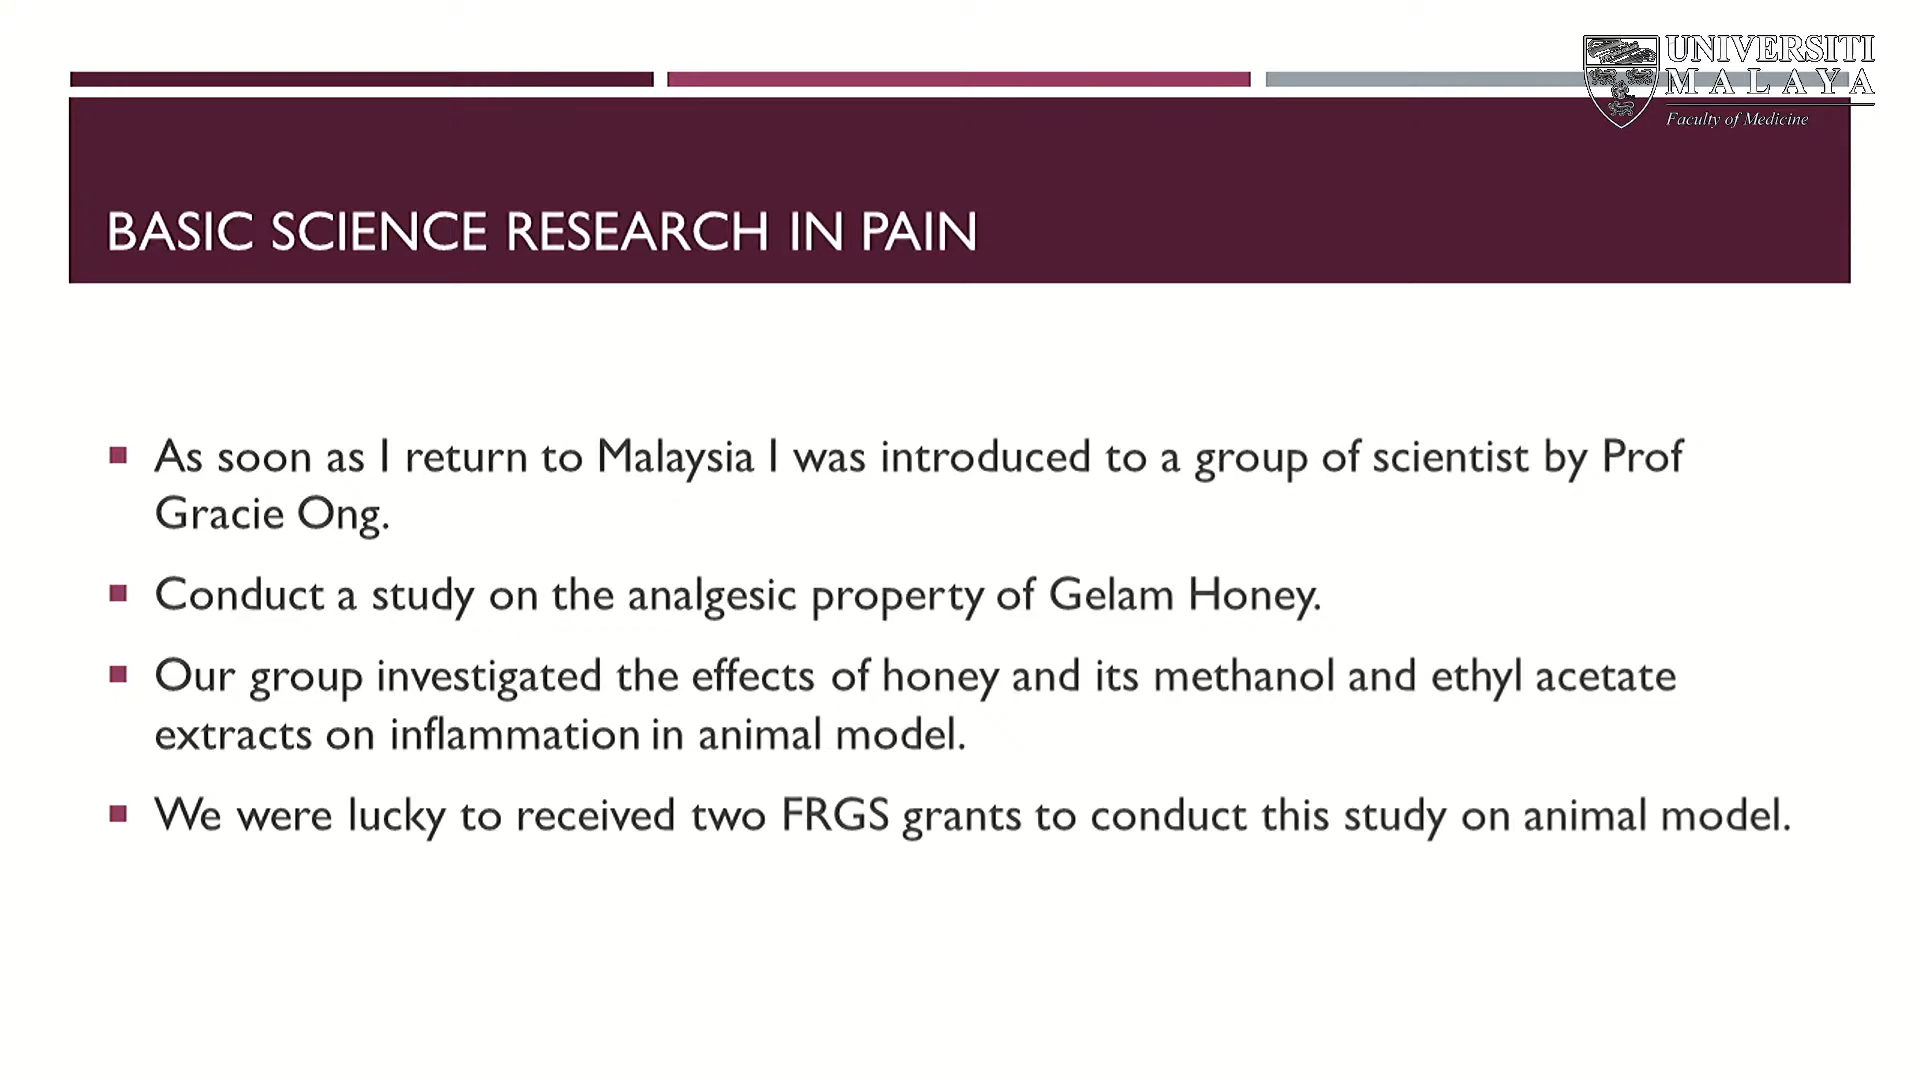 UNIVERSITI
MALAYA
Faculty of Medicine
BASIC SCIENCE RESEARCH IN PAIN
As soon as I return to Malaysia I was introduced to a group of scientist by Prof
Gracie Ong.
Conduct a study on the analgesic property of Gelam Honey.
Our group investigated the effects of honey and its methanol and ethyl acetate
extracts on inflammation in animal model.
We were lucky to received two FRGS grants to conduct this study on animal model.